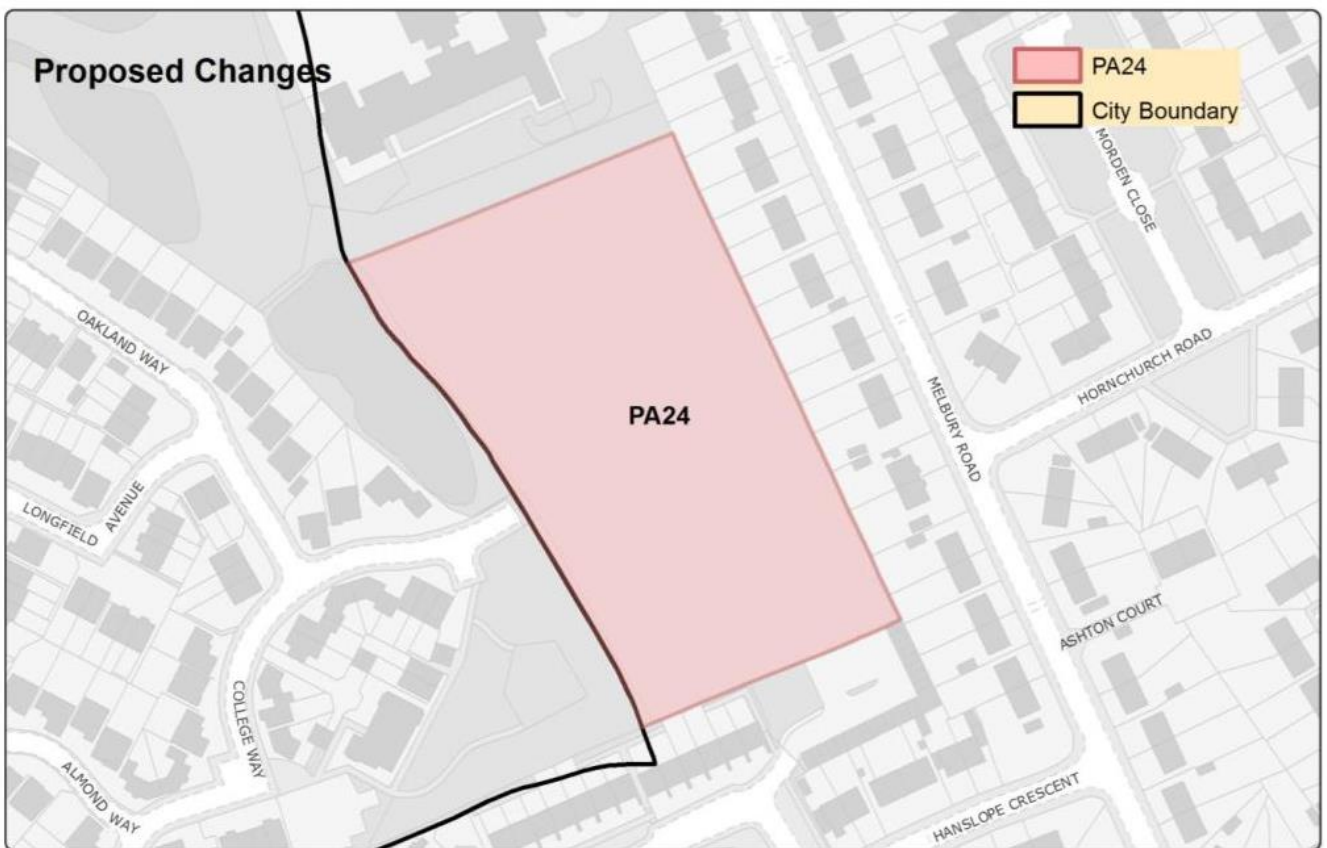 Proposed Changes
PA24
City Boundary
MORDEN CLOSE
OAKLAND WAY
HORNCHURCH ROAD
MELBURY ROAD
PA24
LONGFIELD
AVENUE
ASHTON COURT
COLLEGE WAY
ALMOND WAY
HANSLOPE CRESCENT